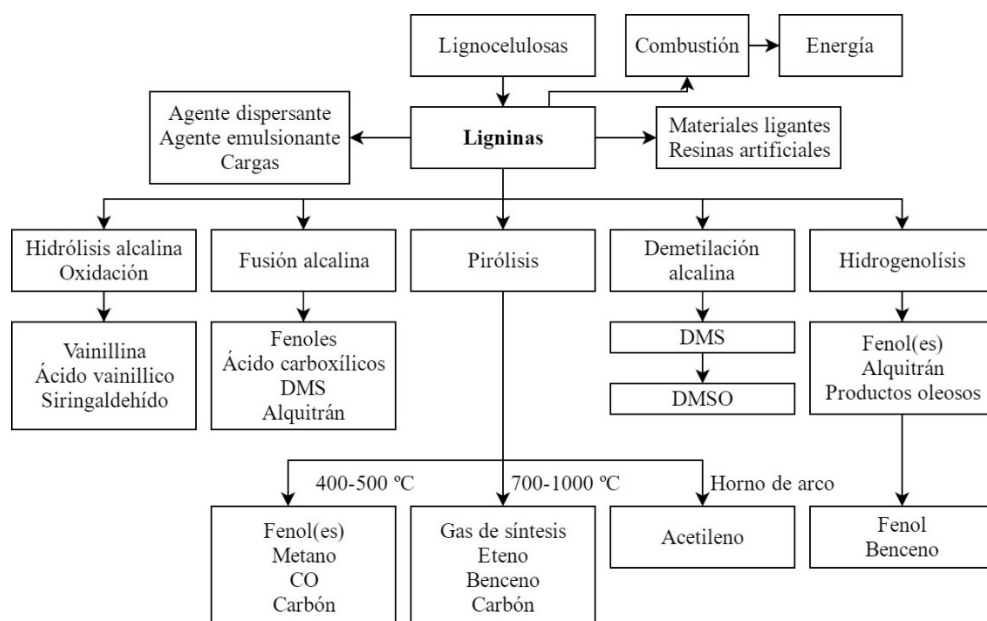 Lignocelulosas
Combustión
Energía
Agente dispersante
Agente emulsionante
Cargas
Ligninas
Materiales ligantes
Resinas artificiales
Hidrólisis alcalina
Oxidación
Fusión alcalina
Pirólisis
Demetilación
alcalina
Hidrogenolísis
Vainillina
Ácido vainillico
Siringaldehído
Fenoles
Ácido carboxílicos
DMS
Alquitrán
DMS
DMSO
Fenol(es)
Alquitrán
Productos oleosos
400-500 ºC
700-1000 ºC
Horno de arco
Fenol(es)
Metano
CO
Carbón
Gas de síntesis
Eteno
Benceno
Carbón
Acetileno
Fenol
Benceno